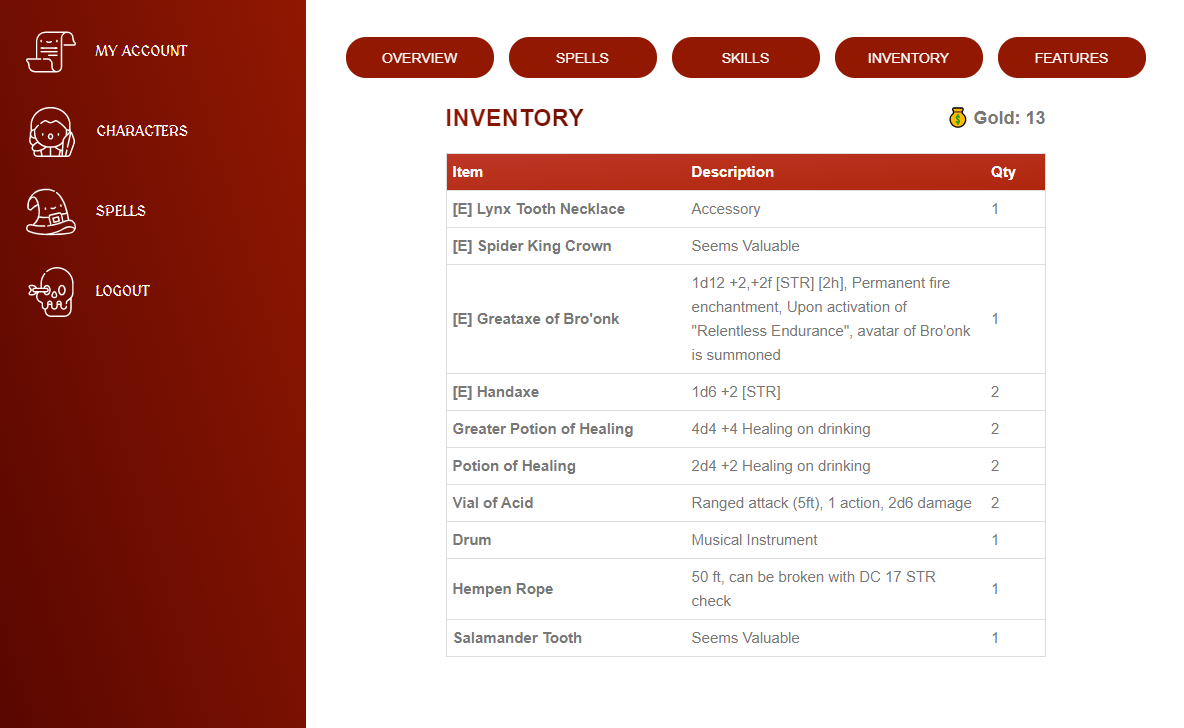 MY ACCOUNT
CHARACTERS
SPELLS
LOGOUT
OVERVIEW SPELLS SKILLS INVENTORY FEATURES
INVENTORY Gold: 13
Item Description Qty
[E] Lynx Tooth Necklace Accessory 1
[E] Spider King Crown Seems Valuable
[E] Greataxe of Bro'onk 1d12 +2,+2f [STR] [2h], Permanent fire
enchantment, Upon activation of
"Relentless Endurance", avatar of Bro'onk
is summoned 1
[E] Handaxe 1d6 +2 [STR] 2
Greater Potion of Healing 4d4 +4 Healing on drinking 2
Potion of Healing 2d4 +2 Healing on drinking 2
Vial of Acid Ranged attack (5ft), 1 action, 2d6 damage 2
Drum Musical Instrument 1
Hempen Rope 50 ft, can be broken with DC 17 STR
check 1
Salamander Tooth Seems Valuable 1